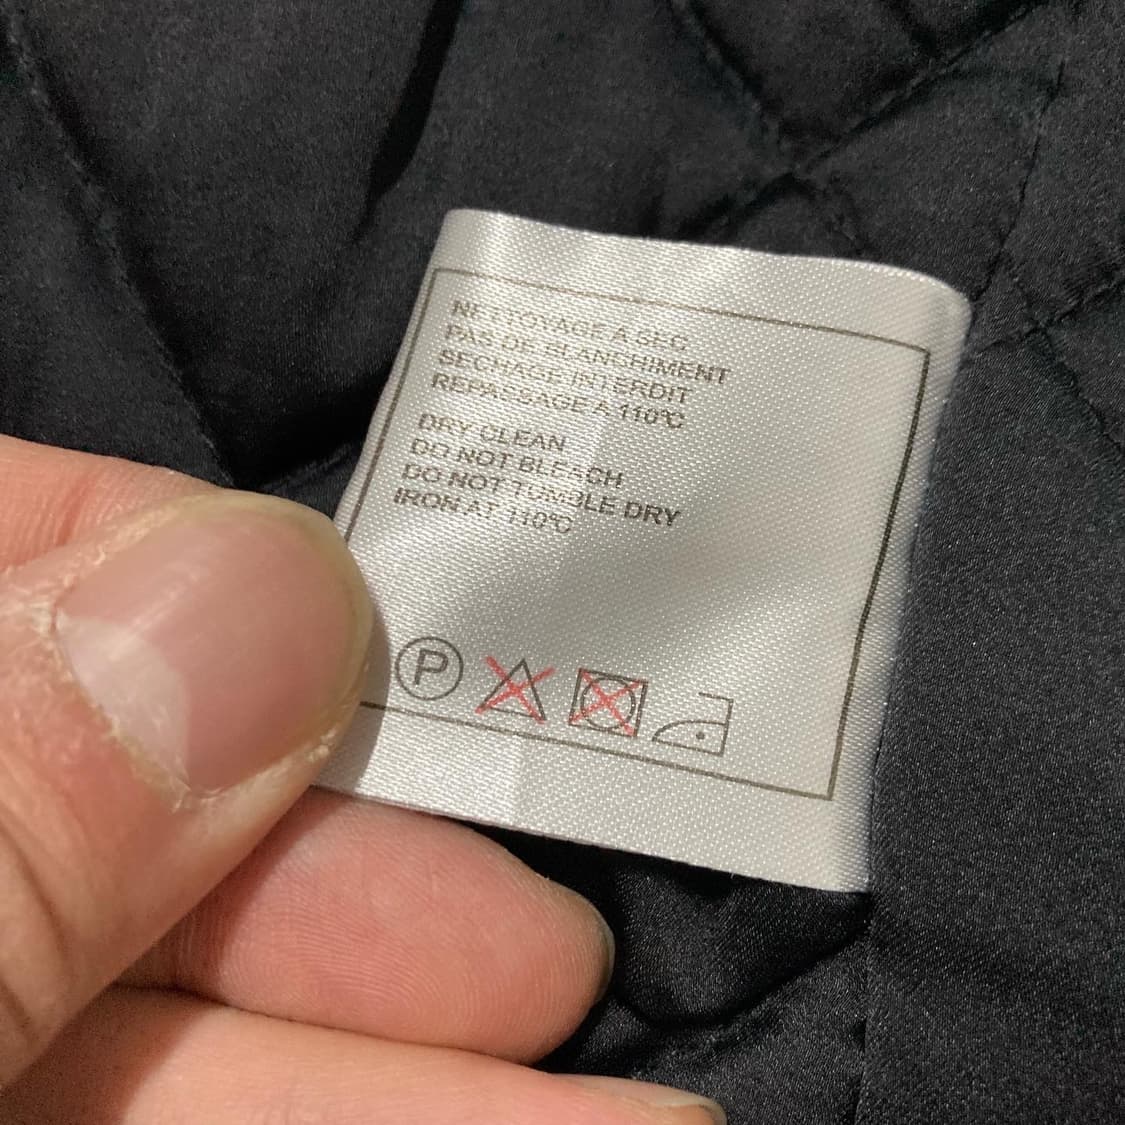 NETTOYAGE A SEC
PAS DE BLANCHIMENT
SECHAGE INTERDIT
REPASSAGE A 110°C
DRY CLEAN
DO NOT BLEACH
DO NOT TUMBLE DRY
IRON AT 110°C
P